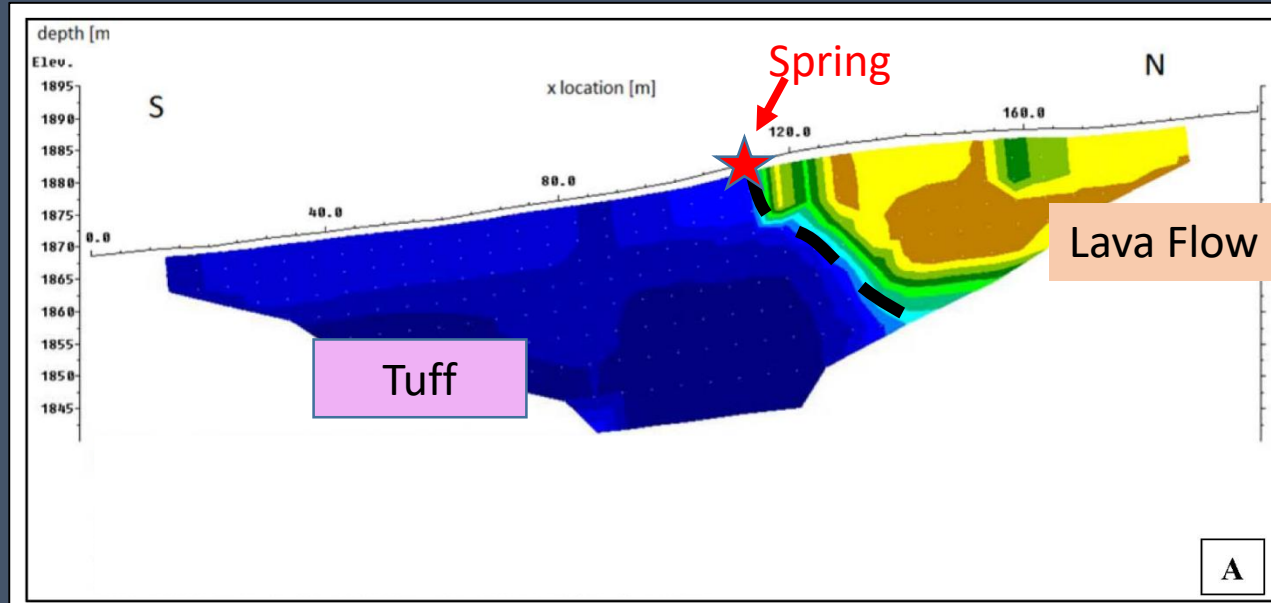 depth [m
Elev.
Spring
N
S
x location [m]
1895
1890
1885
1880
1875
1870
1865
1860
1855
1850
1845
0.0
40.0
80.0
120.0
160.0
Lava Flow
Tuff
A